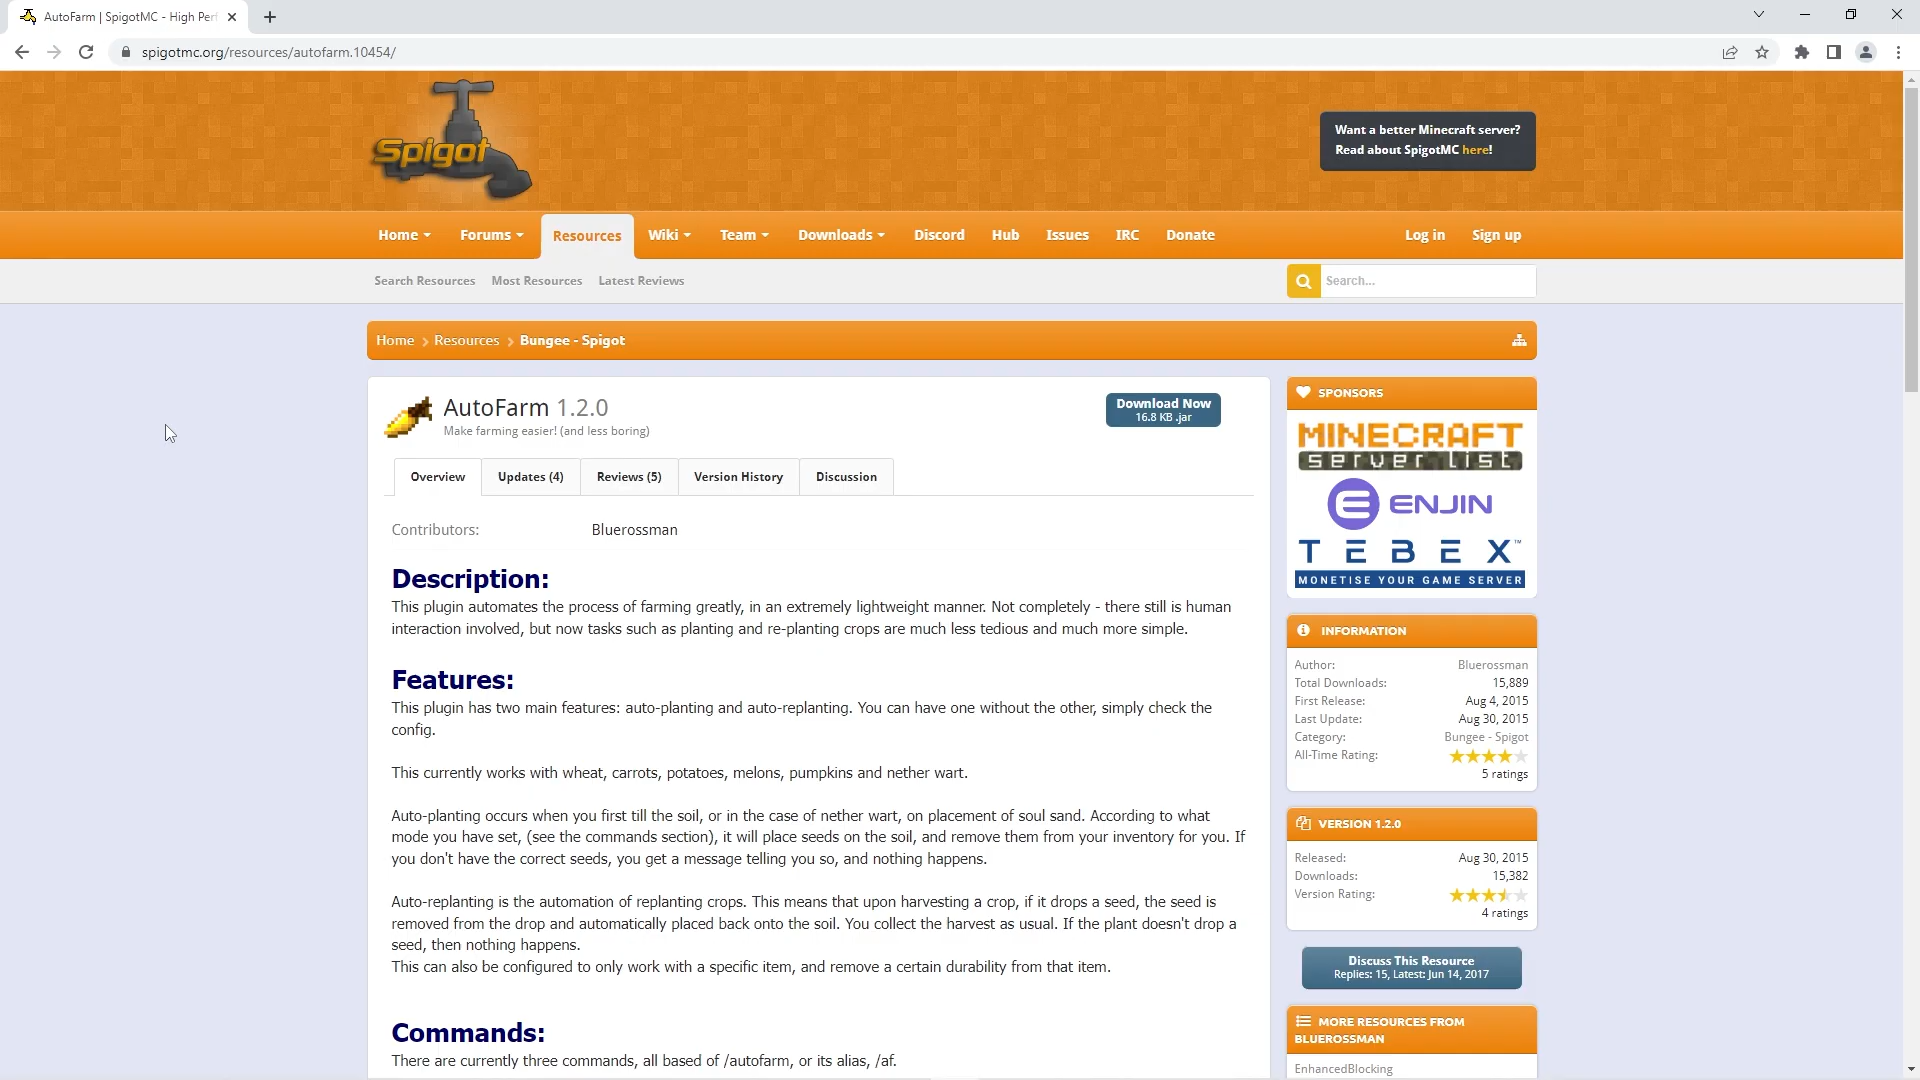 AutoFarm | SpigotMC - High Per
spigotmc.org/resources/autofarm.10454/
Spigot
Want a better Minecraft server?
Read about SpigotMC here!
Home Forums Resources Wiki Team Downloads Discord Hub Issues IRC Donate Log in Sign up
Search Resources Most Resources Latest Reviews Search...
Home Resources Bungee - Spigot
AutoFarm 1.2.0
Make farming easier! (and less boring)
Download Now
16.8 KB .jar
Overview Updates (4) Reviews (5) Version History Discussion
Contributors: Bluerossman
Description:
This plugin automates the process of farming greatly, in an extremely lightweight manner. Not completely - there still is human
interaction involved, but now tasks such as planting and re-planting crops are much less tedious and much more simple.
Features:
This plugin has two main features: auto-planting and auto-replanting. You can have one without the other, simply check the
config.
This currently works with wheat, carrots, potatoes, melons, pumpkins and nether wart.
Auto-planting occurs when you first till the soil, or in the case of nether wart, on placement of soul sand. According to what
mode you have set, (see the commands section), it will place seeds on the soil, and remove them from your inventory for you. If
you don't have the correct seeds, you get a message telling you so, and nothing happens.
Auto-replanting is the automation of replanting crops. This means that upon harvesting a crop, if it drops a seed, the seed is
removed from the drop and automatically placed back onto the soil. You collect the harvest as usual. If the plant doesn't drop a
seed, then nothing happens.
This can also be configured to only work with a specific item, and remove a certain durability from that item.
Commands:
There are currently three commands, all based of /autofarm, or its alias, /af.
SPONSORS
MINECRAFT
server list
ENJIN
TEBEX™
MONETISE YOUR GAME SERVER
INFORMATION
Author: Bluerossman
Total Downloads: 15,889
First Release: Aug 4, 2015
Last Update: Aug 30, 2015
Category: Bungee - Spigot
All-Time Rating:
5 ratings
VERSION 1.2.0
Released: Aug 30, 2015
Downloads: 15,382
Version Rating:
4 ratings
Discuss This Resource
Replies: 15, Latest: Jun 14, 2017
MORE RESOURCES FROM
BLUEROSSMAN
EnhancedBlocking